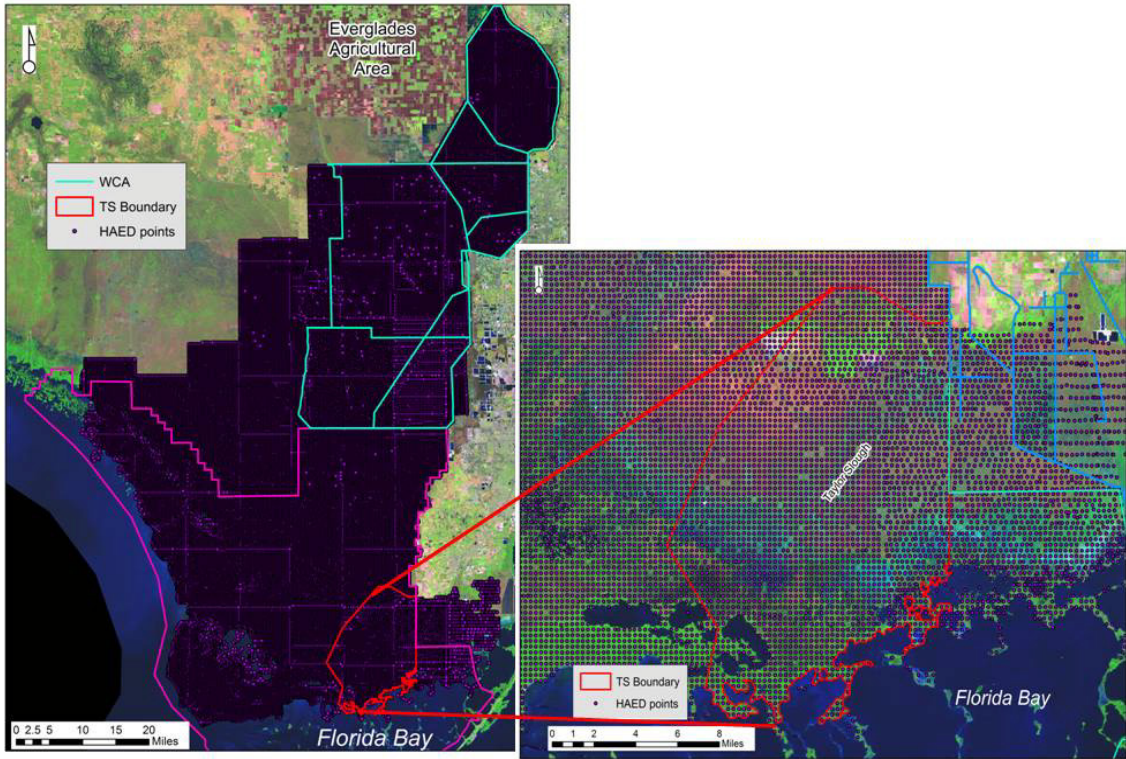 Everglades
Agricultural
Area
WCA
TS Boundary
HAED points
0 2.5 5 10 15 20
Miles
Florida Bay
Taylor Slough
TS Boundary
HAED points
0 1 2 4 6 8
Miles
Florida Bay